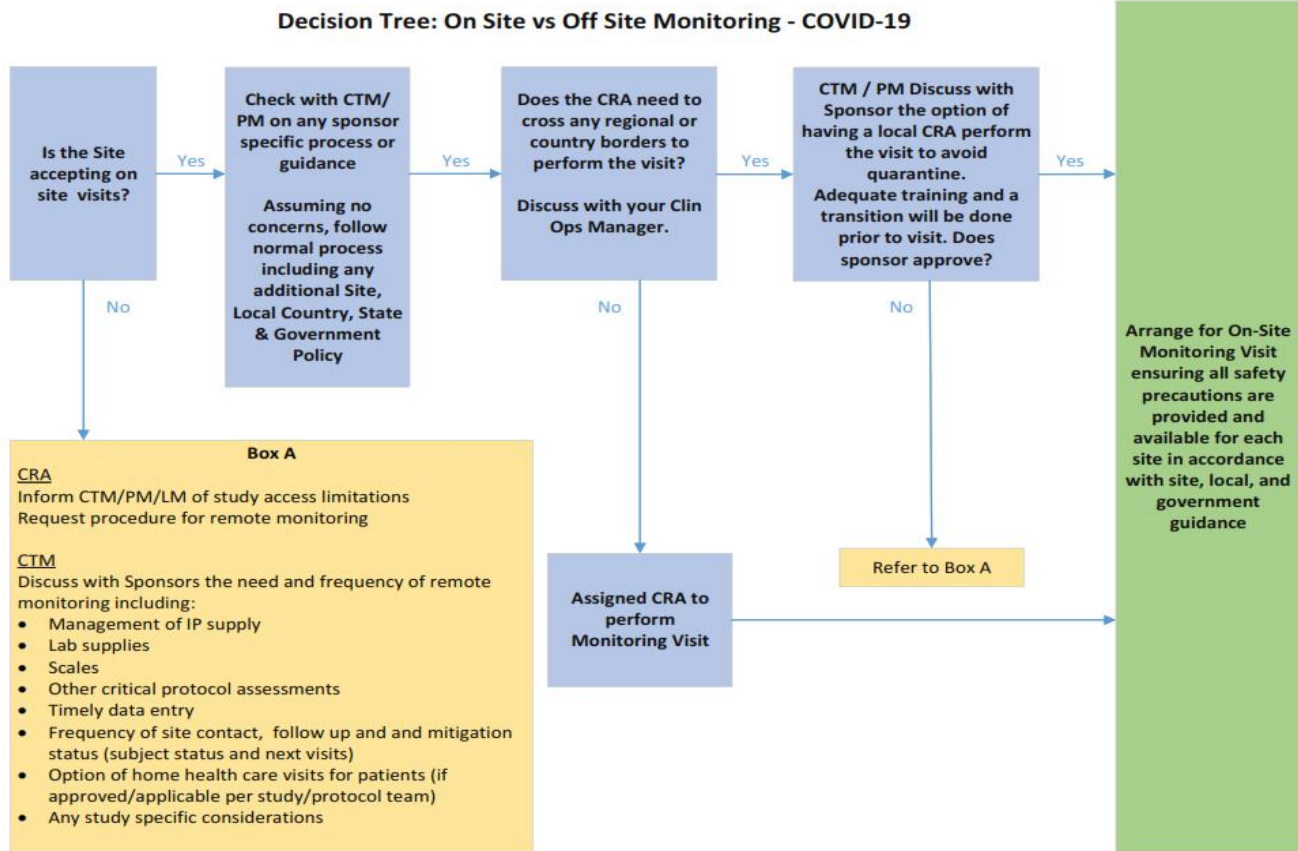 Decision Tree: On Site vs Off Site Monitoring - COVID-19
Is the Site
accepting on
site visits?
Yes
No
Check with CTM/
PM on any sponsor
specific process or
guidance
Assuming no
concerns, follow
normal process
including any
additional Site,
Local Country, State
& Government
Policy
Yes
Does the CRA need to
cross any regional or
country borders to
perform the visit?
Discuss with your Clin
Ops Manager.
Yes
No
CTM / PM Discuss with
Sponsor the option of
having a local CRA perform
the visit to avoid
quarantine.
Adequate training and a
transition will be done
prior to visit. Does
sponsor approve?
Yes
No
Arrange for On-Site
Monitoring Visit
ensuring all safety
precautions are
provided and
available for each
site in accordance
with site, local, and
government
guidance
Box A
CRA
Inform CTM/PM/LM of study access limitations
Request procedure for remote monitoring
CTM
Discuss with Sponsors the need and frequency of remote
monitoring including:
• Management of IP supply
• Lab supplies
• Scales
• Other critical protocol assessments
• Timely data entry
• Frequency of site contact, follow up and and mitigation
status (subject status and next visits)
• Option of home health care visits for patients (if
approved/applicable per study/protocol team)
• Any study specific considerations
Assigned CRA to
perform
Monitoring Visit
Refer to Box A